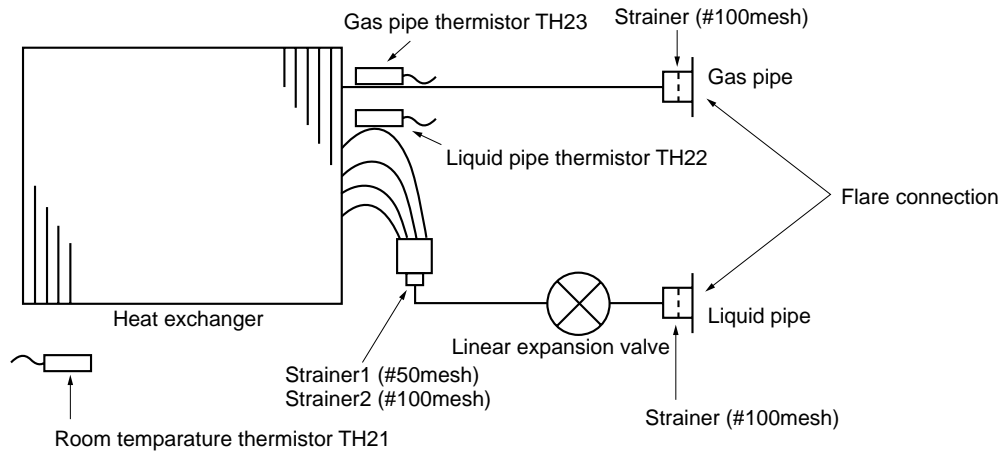 Gas pipe thermistor TH23
Strainer (#100mesh)
Gas pipe
Liquid pipe thermistor TH22
Flare connection
Heat exchanger
Linear expansion valve
Liquid pipe
Strainer1 (#50mesh)
Strainer2 (#100mesh)
Strainer (#100mesh)
Room temparature thermistor TH21